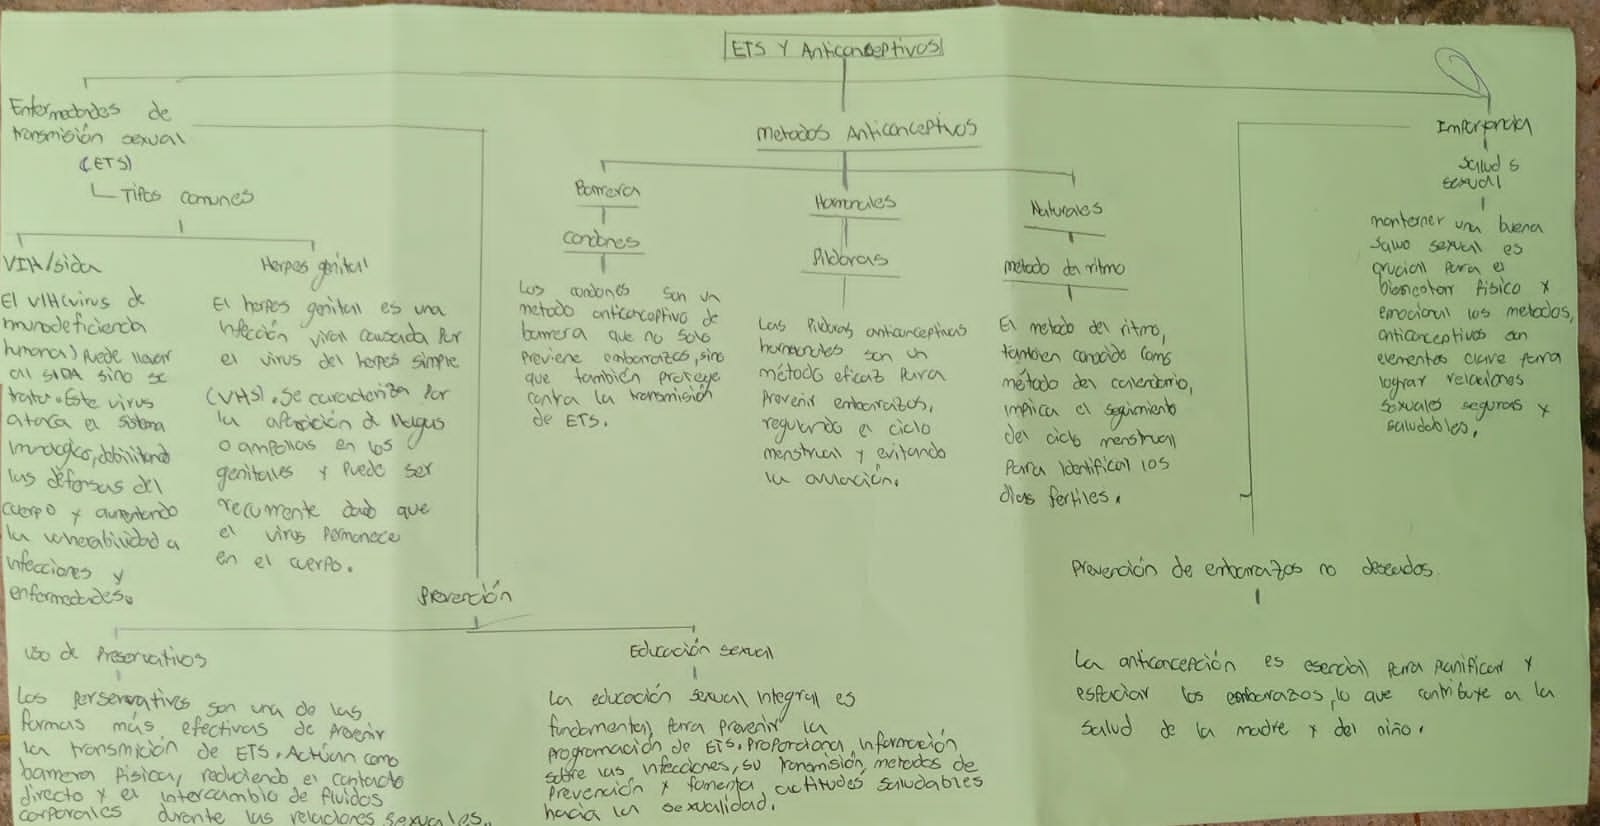 ETS Y Anticonceptivos
Enfermedades de
transmisión sexual
(ETS)
Tipos comunes
VIH/sida
El VIH(virus de
inmunodeficiencia
humana) puede llevar
al SIDA sino se
trata. Este virus
ataca el sistema
inmologico, debilitando
las defensas del
cuerpo y aumentando
la vulnerabilidad a
infecciones y
enfermedades.
Herpes genital
El herpes genital es una
infección viral causada por
el virus del herpes simple
(VHS). Se caracteriza por
la aparición de llagas
o ampollas en los
genitales y puede ser
recurrente dado que
el virus permanece
en el cuerpo.
Metodos Anticonceptivos
Barrera
condones
Los condones son un
metodo anticonceptivo de
barrera que no solo
previene embarazos, sino
que también protege
contra la transmisión
de ETS.
Hormonales
Pildoras
Las Pildoras anticonceptivas
hormonales son un
método eficaz para
prevenir embarazos,
regulando el ciclo
menstrual y evitando
la ovulación.
Naturales
metodo del ritmo
El metodo del ritmo,
tambien conocido como
método del calendario,
implica el seguimiento
del ciclo menstrual
para identificar los
dias fertiles.
Importancia
Salud s
sexual
mantener una buena
salud sexual es
crucial para el
bienestar fisico y
emocional los metodos,
anticonceptivos son
elementos clave para
lograr relaciones
sexuales seguras y
saludables.
Prevención de embarazos no deseados.
La anticoncepción es esencial para planificar y
espaciar los embarazos, lo que contribuye a la
salud de la madre y del niño.
Prevención
uso de Preservativos
Los perservativos son una de las
formas más efectivas de prevenir
la transmición de ETS. Actúan como
barrera física, reduciendo el contacto
directo y el intercambio de fluidos
corporales durante las relaciones sexuales.
Educación sexual
La educación sexual integral es
fundamental para prevenir la
programación de ETS. Proporciona información
sobre las infecciones, su transmisión, metodos de
prevención y fomenta actitudes saludables
hacia la sexualidad.